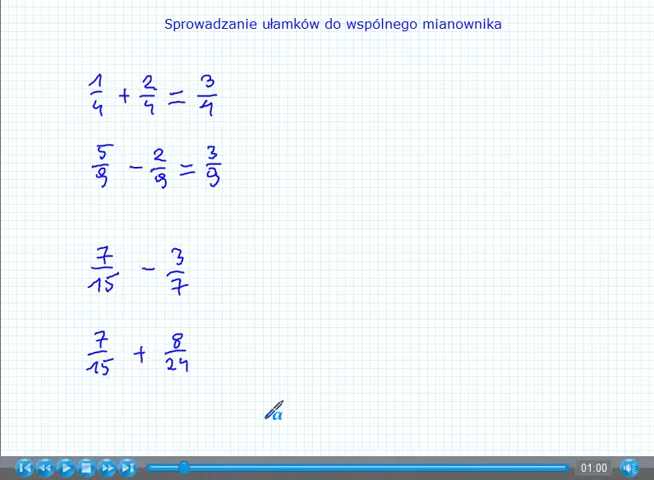 Sprowadzanie ułamków do wspólnego mianownika
1/4 + 2/4 = 3/4
5/9 - 2/9 = 3/9
7/15 - 3/7
7/15 + 8/24
a
01:00